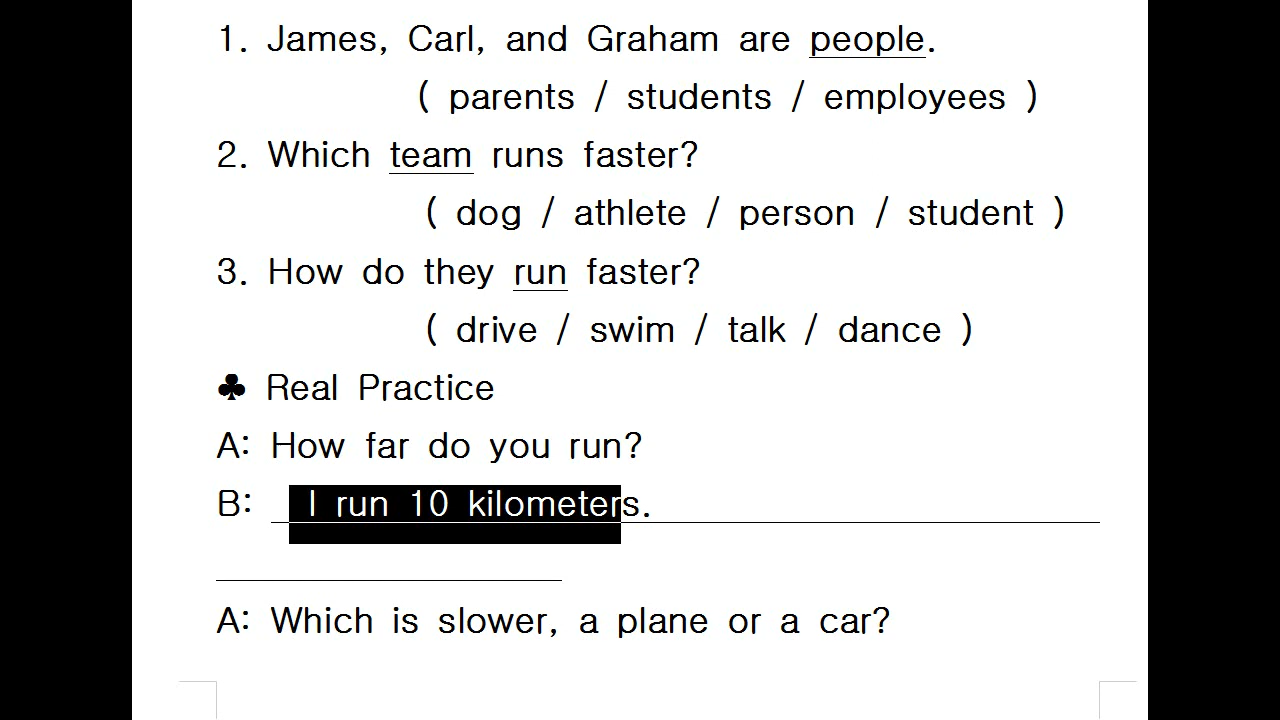 1. James, Carl, and Graham are people.
( parents / students / employees )
2. Which team runs faster?
( dog / athlete / person / student )
3. How do they run faster?
( drive / swim / talk / dance )
♣ Real Practice
A: How far do you run?
B: I run 10 kilometers.
A: Which is slower, a plane or a car?